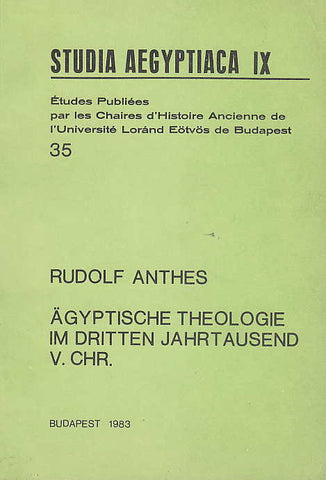 STUDIA AEGYPTIACA IX
Études Publiées
par les Chaires d'Histoire Ancienne de
l'Université Loránd Eötvös de Budapest
35
RUDOLF ANTHES
ÄGYPTISCHE THEOLOGIE
IM DRITTEN JAHRTAUSEND
V. CHR.
BUDAPEST 1983